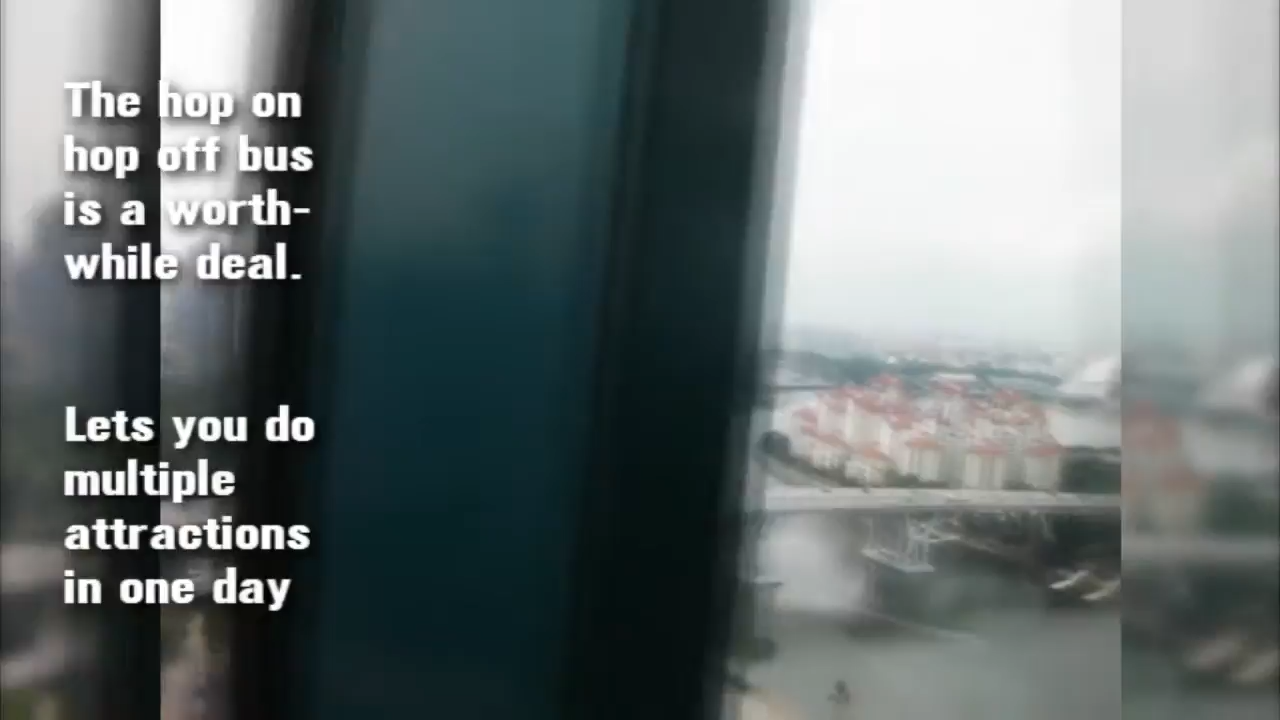 The hop on
hop off bus
is a worth-
while deal.
Lets you do
multiple
attractions
in one day